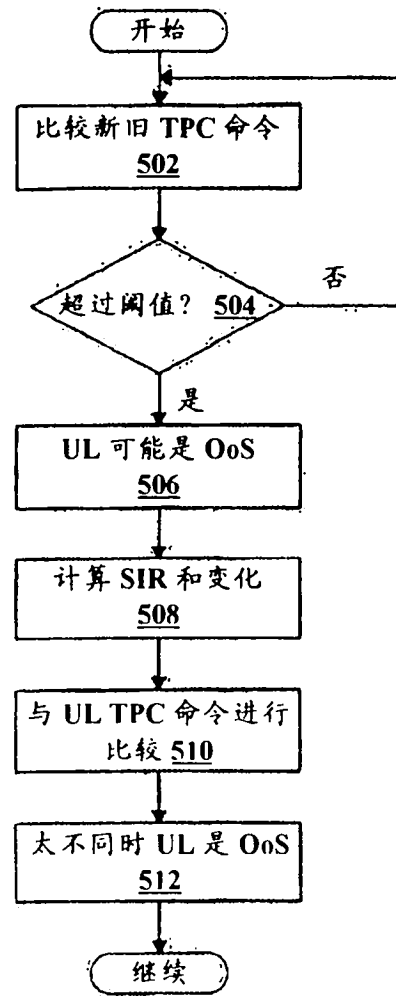 开始
比较新旧 TPC 命令
502
超过阈值? 504
否
是
UL 可能是 OoS
506
计算 SIR 和变化
508
与 UL TPC 命令进行
比较 510
太不同时 UL 是 OoS
512
继续